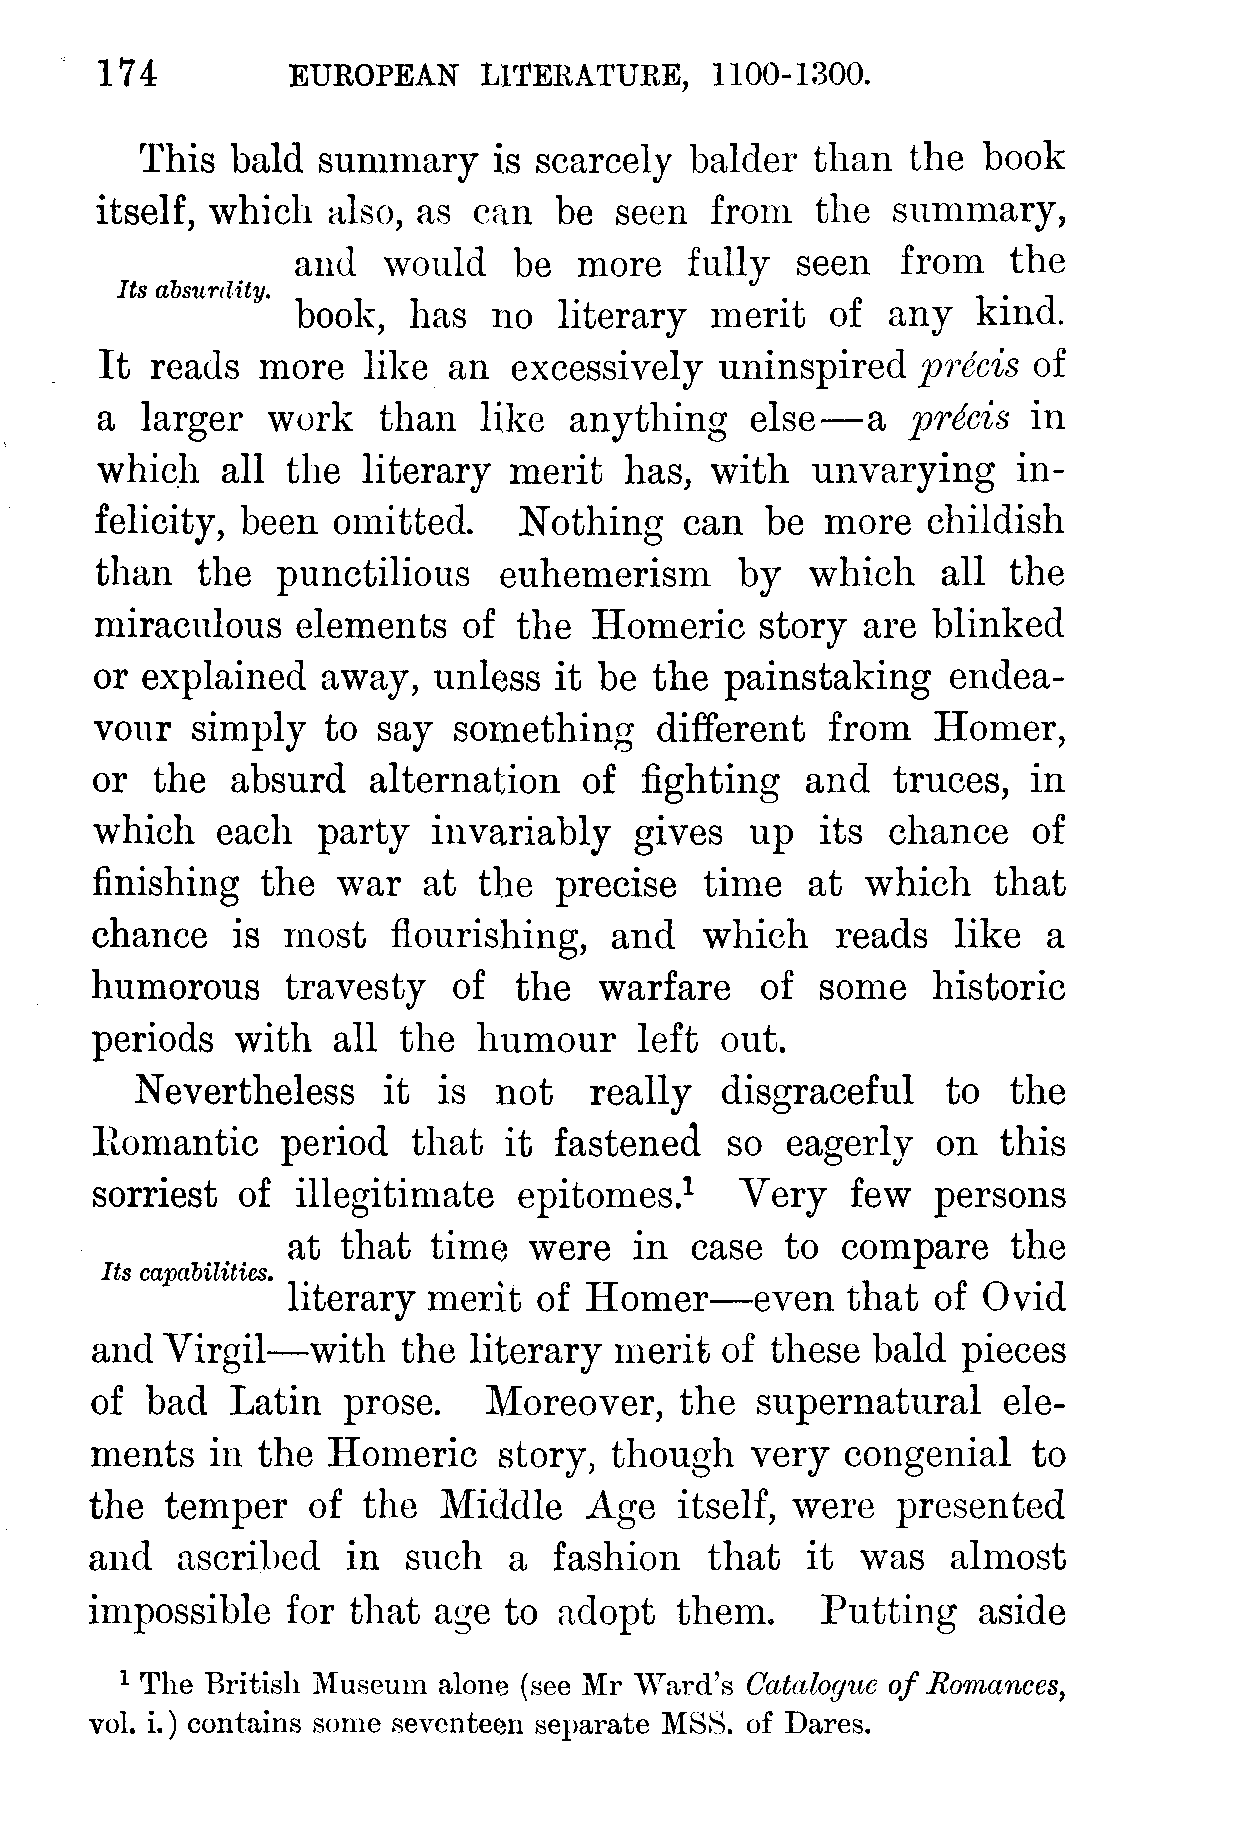 174 EUROPEAN LITERATURE, 1100-1300.
This bald summary is scarcely balder than the book
itself, which also, as can be seen from the summary,
and would be more fully seen from the
Its absurdity.
book, has no literary merit of any kind.
It reads more like an excessively uninspired précis of
a larger work than like anything else—a précis in
which all the literary merit has, with unvarying in-
felicity, been omitted. Nothing can be more childish
than the punctilious euhemerism by which all the
miraculous elements of the Homeric story are blinked
or explained away, unless it be the painstaking endea-
vour simply to say something different from Homer,
or the absurd alternation of fighting and truces, in
which each party invariably gives up its chance of
finishing the war at the precise time at which that
chance is most flourishing, and which reads like a
humorous travesty of the warfare of some historic
periods with all the humour left out.
Nevertheless it is not really disgraceful to the
Romantic period that it fastened so eagerly on this
sorriest of illegitimate epitomes.¹ Very few persons
at that time were in case to compare the
Its capabilities.
literary merit of Homer—even that of Ovid
and Virgil—with the literary merit of these bald pieces
of bad Latin prose. Moreover, the supernatural ele-
ments in the Homeric story, though very congenial to
the temper of the Middle Age itself, were presented
and ascribed in such a fashion that it was almost
impossible for that age to adopt them. Putting aside
¹ The British Museum alone (see Mr Ward's Catalogue of Romances,
vol. i.) contains some seventeen separate MSS. of Dares.